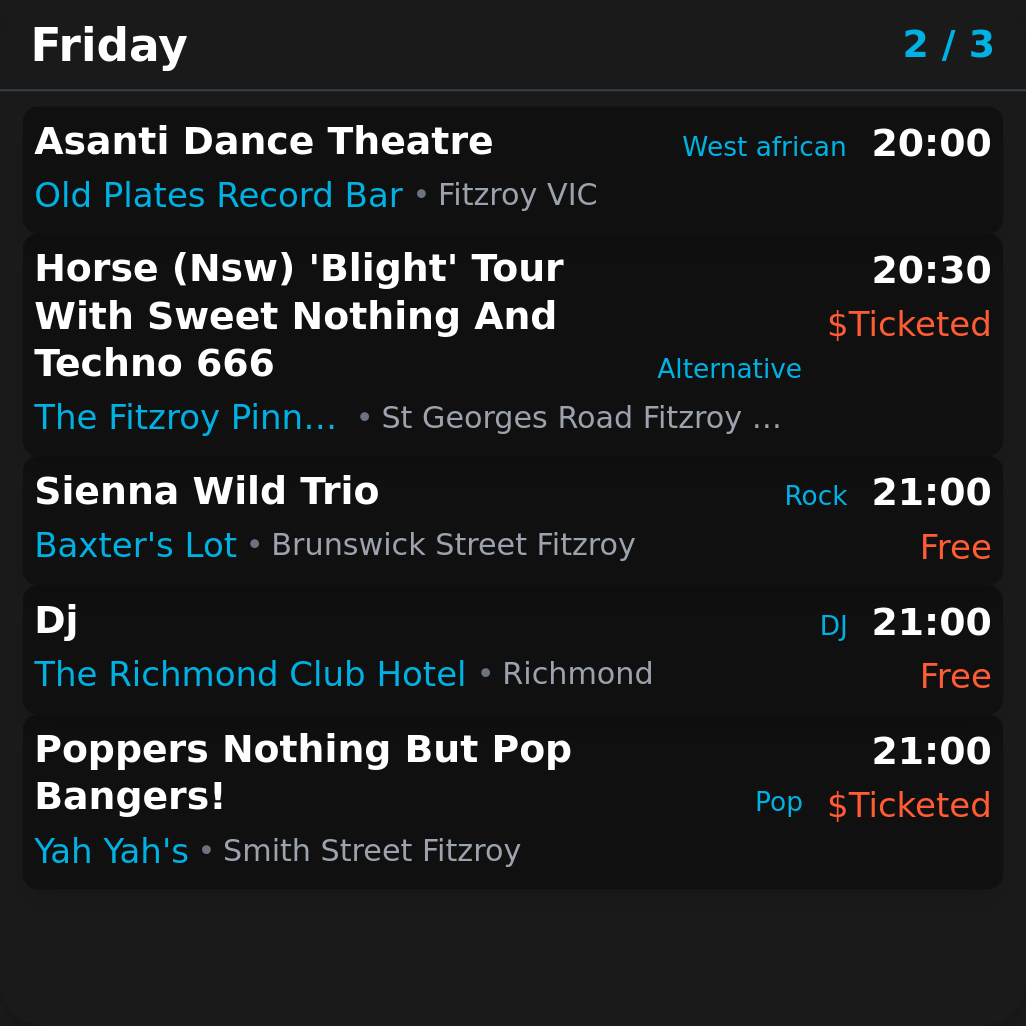 Friday 2 / 3
Asanti Dance Theatre West african 20:00
Old Plates Record Bar • Fitzroy VIC
Horse (Nsw) 'Blight' Tour 20:30
With Sweet Nothing And $Ticketed
Techno 666 Alternative
The Fitzroy Pinn... • St Georges Road Fitzroy ...
Sienna Wild Trio Rock 21:00
Baxter's Lot • Brunswick Street Fitzroy Free
Dj DJ 21:00
The Richmond Club Hotel • Richmond Free
Poppers Nothing But Pop 21:00
Bangers! Pop $Ticketed
Yah Yah's • Smith Street Fitzroy